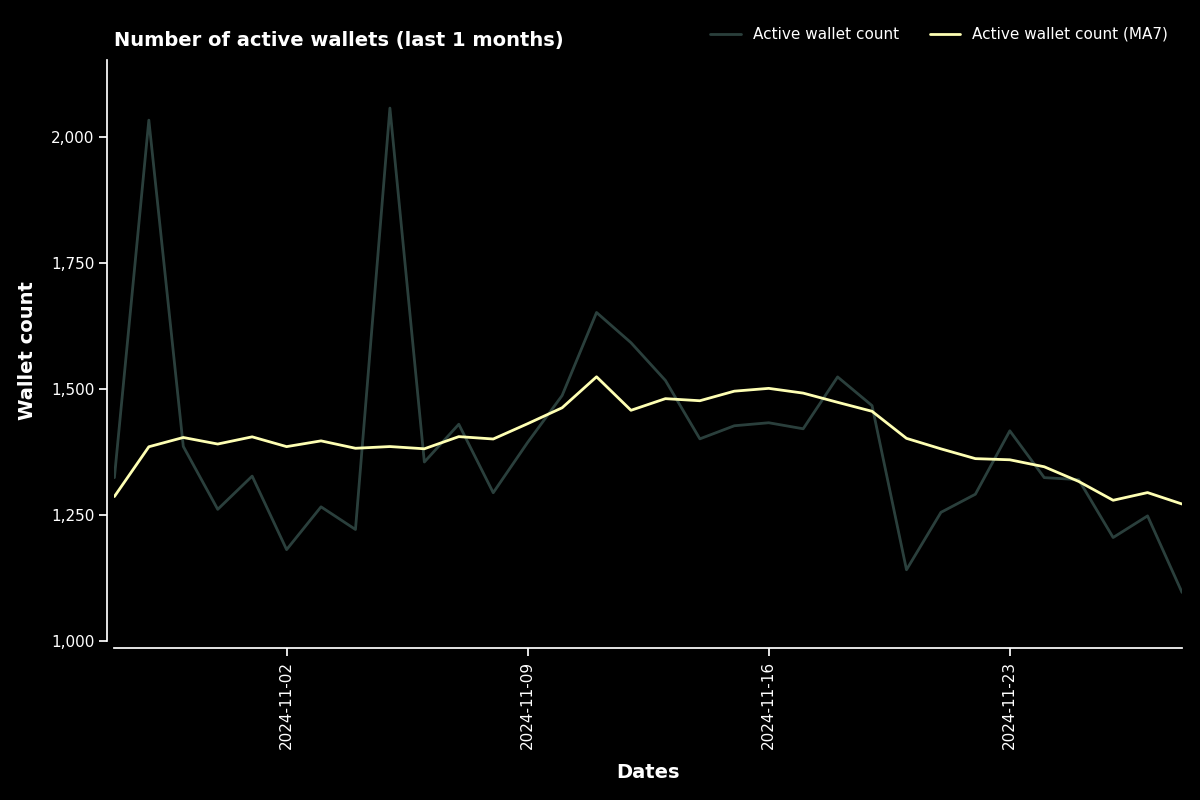 Number of active wallets (last 1 months)
Active wallet count
Active wallet count (MA7)
Wallet count
2,000
1,750
1,500
1,250
1,000
2024-11-02
2024-11-09
2024-11-16
2024-11-23
Dates